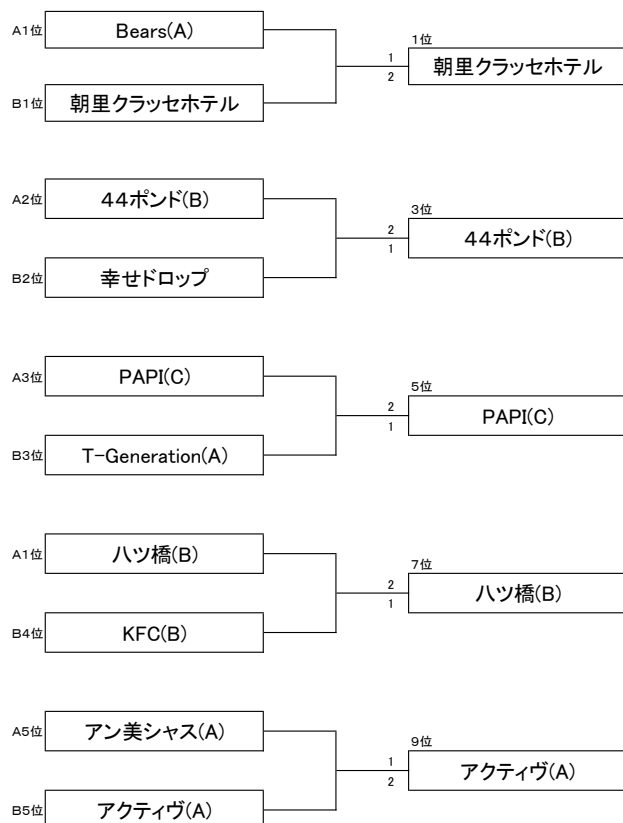 A1位 Bears(A)
1位
1
朝里クラッセホテル
2
B1位 朝里クラッセホテル
A2位 44ポンド(B)
3位
2
44ポンド(B)
1
B2位 幸せドロップ
A3位 PAPI(C)
5位
2
PAPI(C)
1
B3位 T-Generation(A)
A1位 八ツ橋(B)
7位
2
八ツ橋(B)
1
B4位 KFC(B)
A5位 アン美シャス(A)
9位
1
アクティヴ(A)
2
B5位 アクティヴ(A)